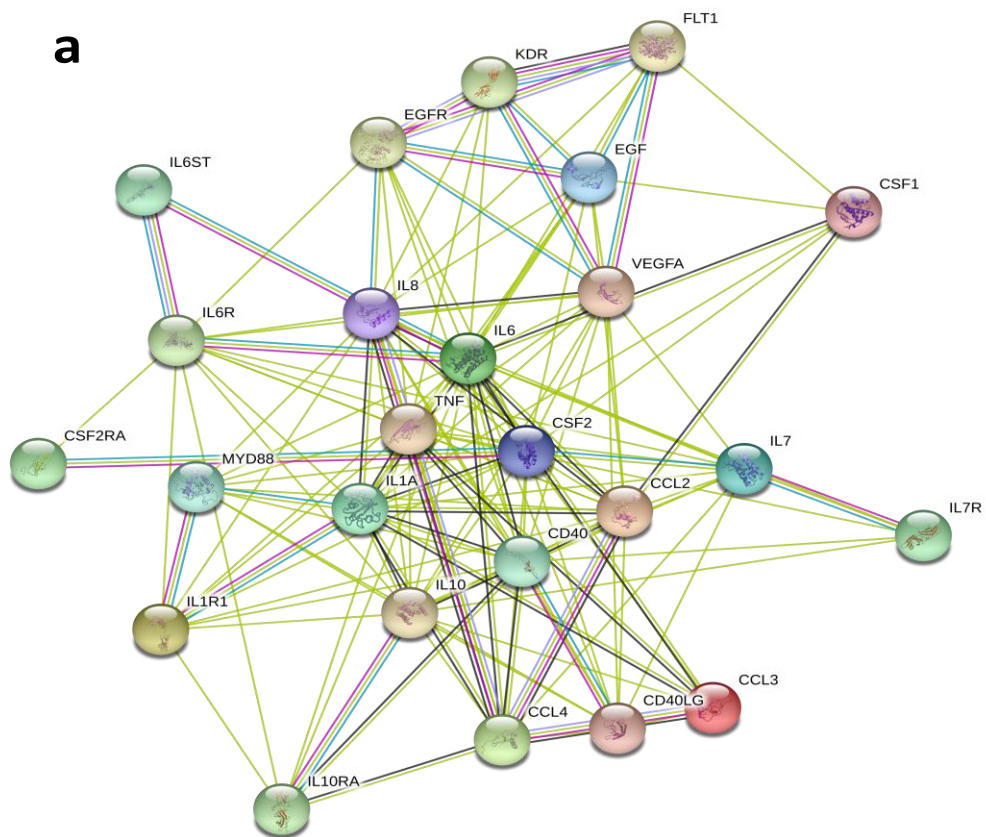 a
FLT1
KDR
EGFR
EGF
IL6ST
CSF1
VEGFA
IL8
IL6R
IL6
TNF
CSF2
CSF2RA
MYD88
IL7
IL1A
CCL2
IL7R
CD40
IL10
IL1R1
CCL3
CD40LG
CCL4
IL10RA